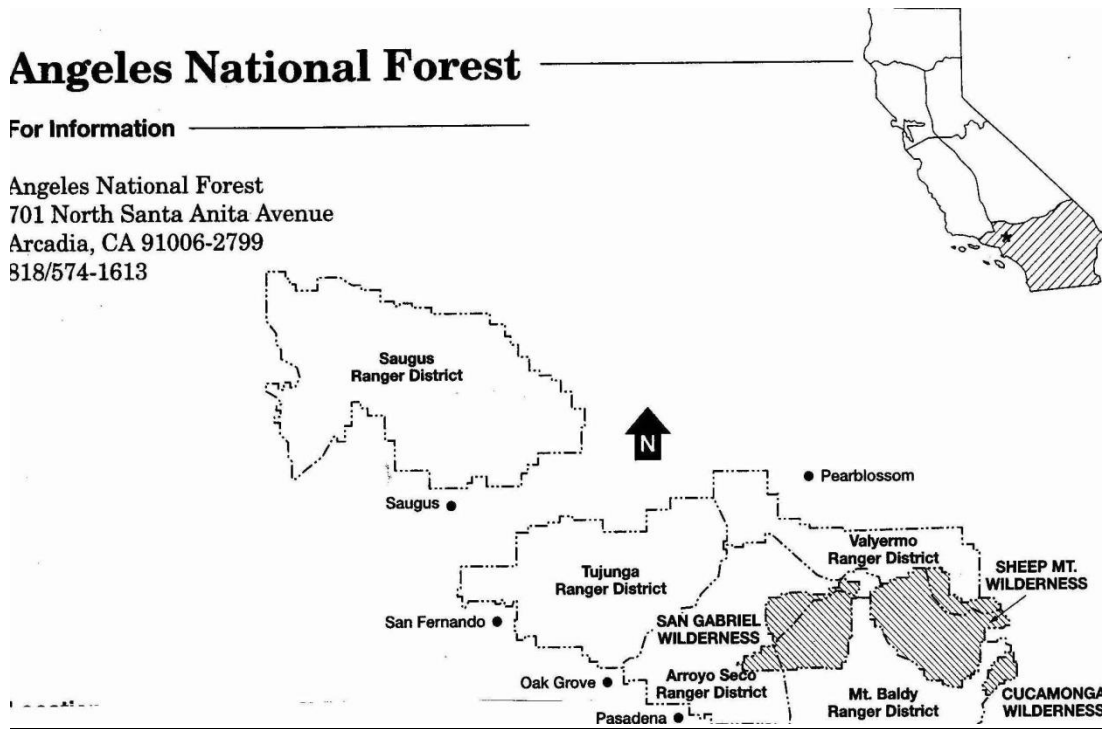 Angeles National Forest
For Information
Angeles National Forest
701 North Santa Anita Avenue
Arcadia, CA 91006-2799
818/574-1613
Saugus
Ranger District
N
Pearblossom
Saugus
Valyermo
Ranger District
SHEEP MT.
WILDERNESS
Tujunga
Ranger District
San Fernando
SAN GABRIEL
WILDERNESS
Oak Grove
Arroyo Seco
Ranger District
Mt. Baldy
Ranger District
CUCAMONGA
WILDERNESS
Pasadena